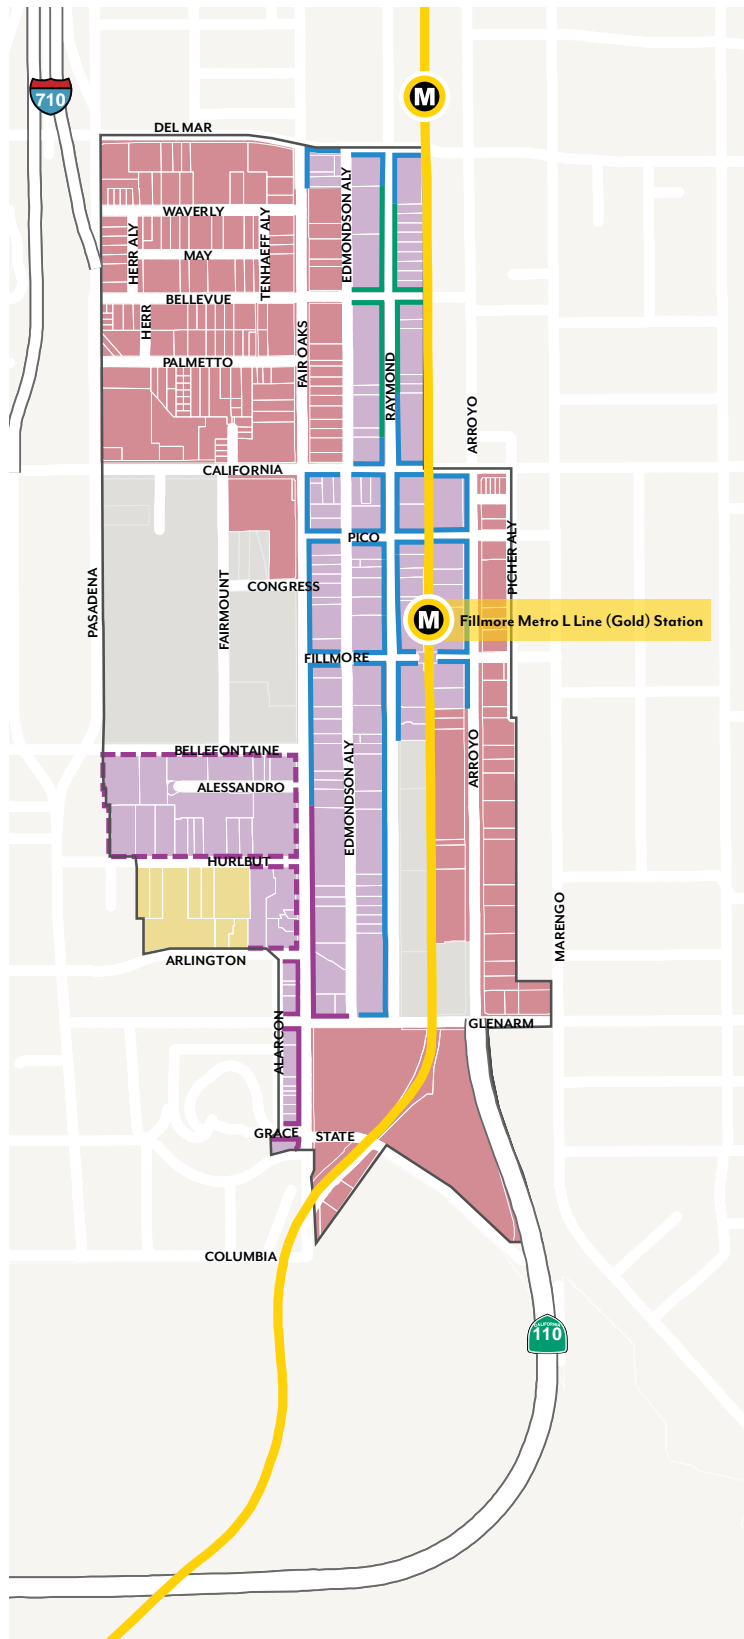 M
710
DEL MAR
EDMONDSON ALY
WAVERLY
HERR ALY
TENHAEFF ALY
MAY
BELLEVUE
HERR
FAIR OAKS
RAYMOND
PALMETTO
ARROYO
CALIFORNIA
PICO
PICHER ALY
PASADENA
FAIRMOUNT
CONGRESS
M
Fillmore Metro L Line (Gold) Station
FILLMORE
BELLEFONTAINE
ARROYO
ALESSANDRO
EDMONDSON ALY
HURLBUT
MARENGO
ARLINGTON
GLENARM
ALARCON
GRACE
STATE
COLUMBIA
CALIFORNIA
110